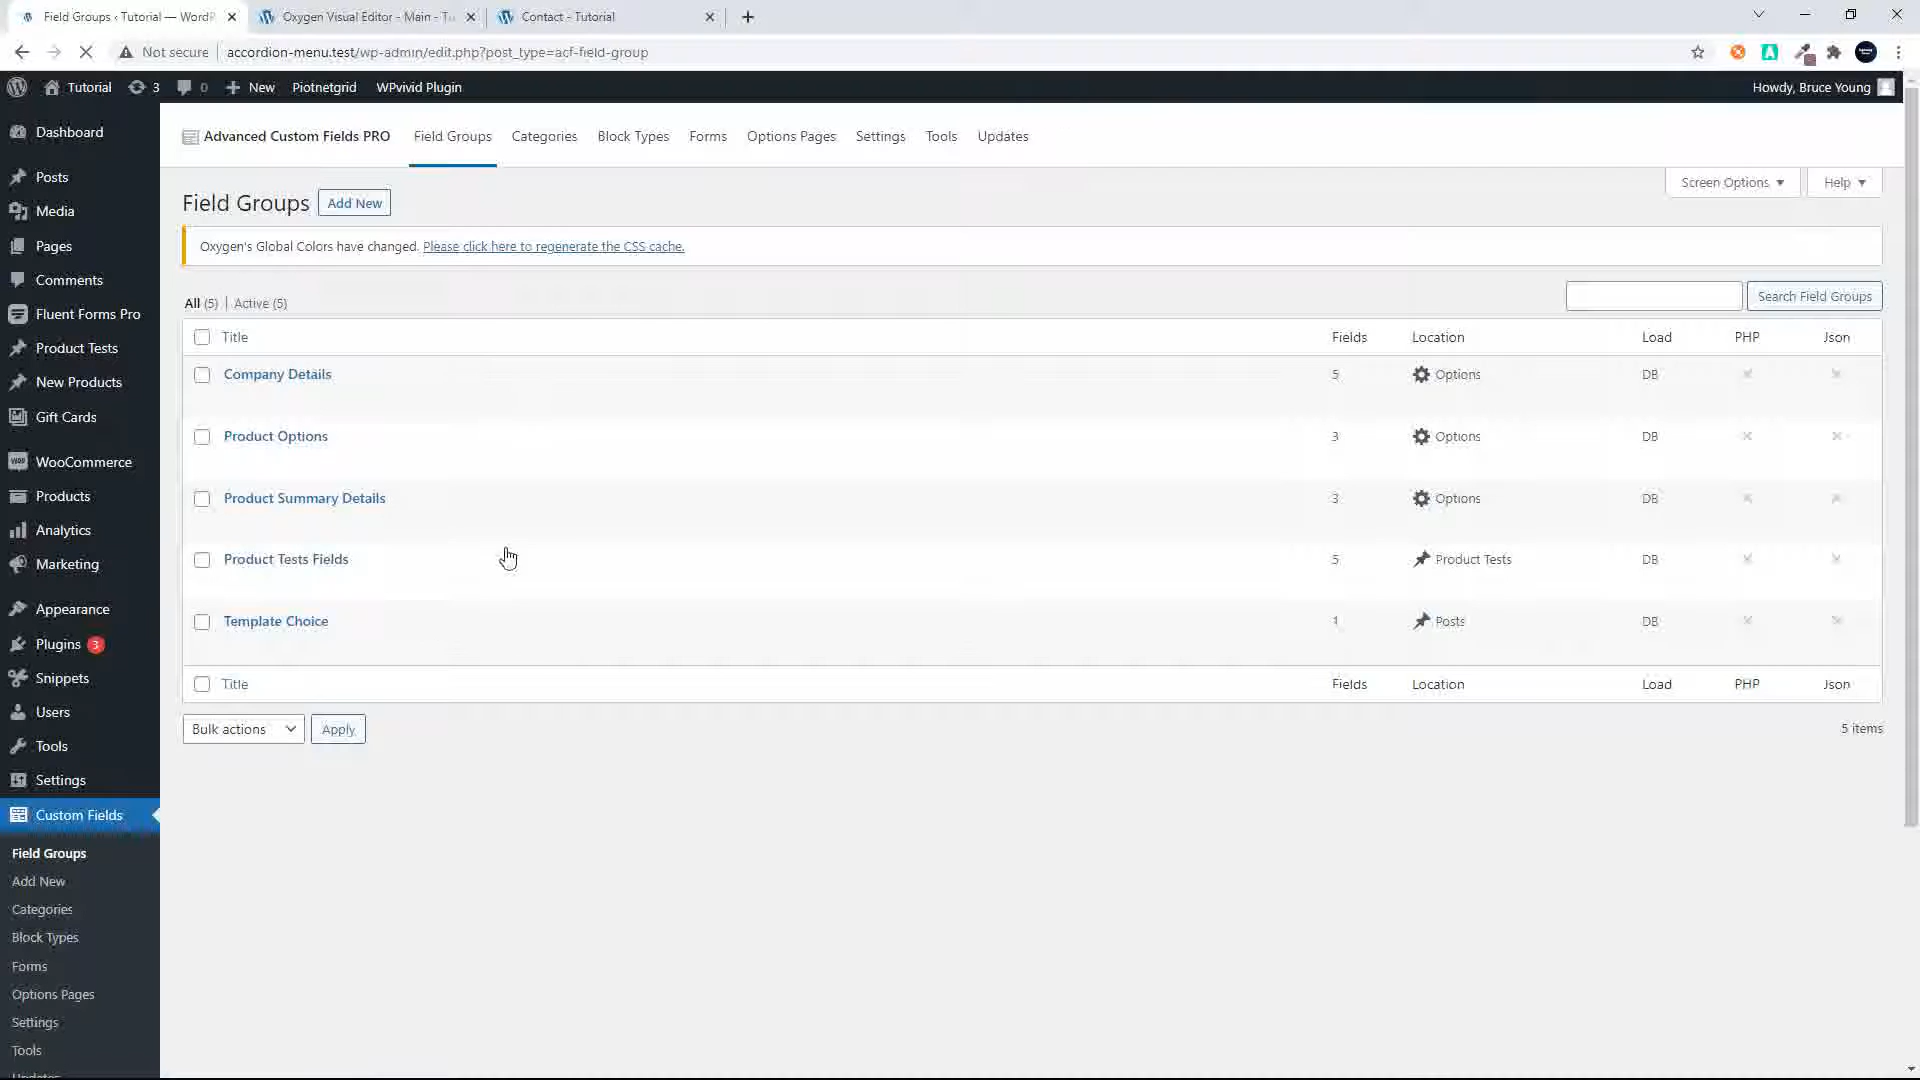 Field Groups ‹ Tutorial — WordP
Oxygen Visual Editor - Main - Tu
Contact - Tutorial
Not secure
accordion-menu.test/wp-admin/edit.php?post_type=acf-field-group
Tutorial
3
0
New
Piotnetgrid
WPvivid Plugin
Howdy, Bruce Young
Dashboard
Posts
Media
Pages
Comments
Fluent Forms Pro
Product Tests
New Products
Gift Cards
WooCommerce
Products
Analytics
Marketing
Appearance
Plugins 3
Snippets
Users
Tools
Settings
Custom Fields
Field Groups
Add New
Categories
Block Types
Forms
Options Pages
Settings
Tools
Updates
Advanced Custom Fields PRO
Field Groups
Categories
Block Types
Forms
Options Pages
Settings
Tools
Updates
Screen Options
Help
Field Groups
Add New
Oxygen's Global Colors have changed. Please click here to regenerate the CSS cache.
All (5) | Active (5)
Search Field Groups
Title Fields Location Load PHP Json
Company Details 5 Options DB
Product Options 3 Options DB
Product Summary Details 3 Options DB
Product Tests Fields 5 Product Tests DB
Template Choice 1 Posts DB
Title Fields Location Load PHP Json
Bulk actions
Apply
5 items